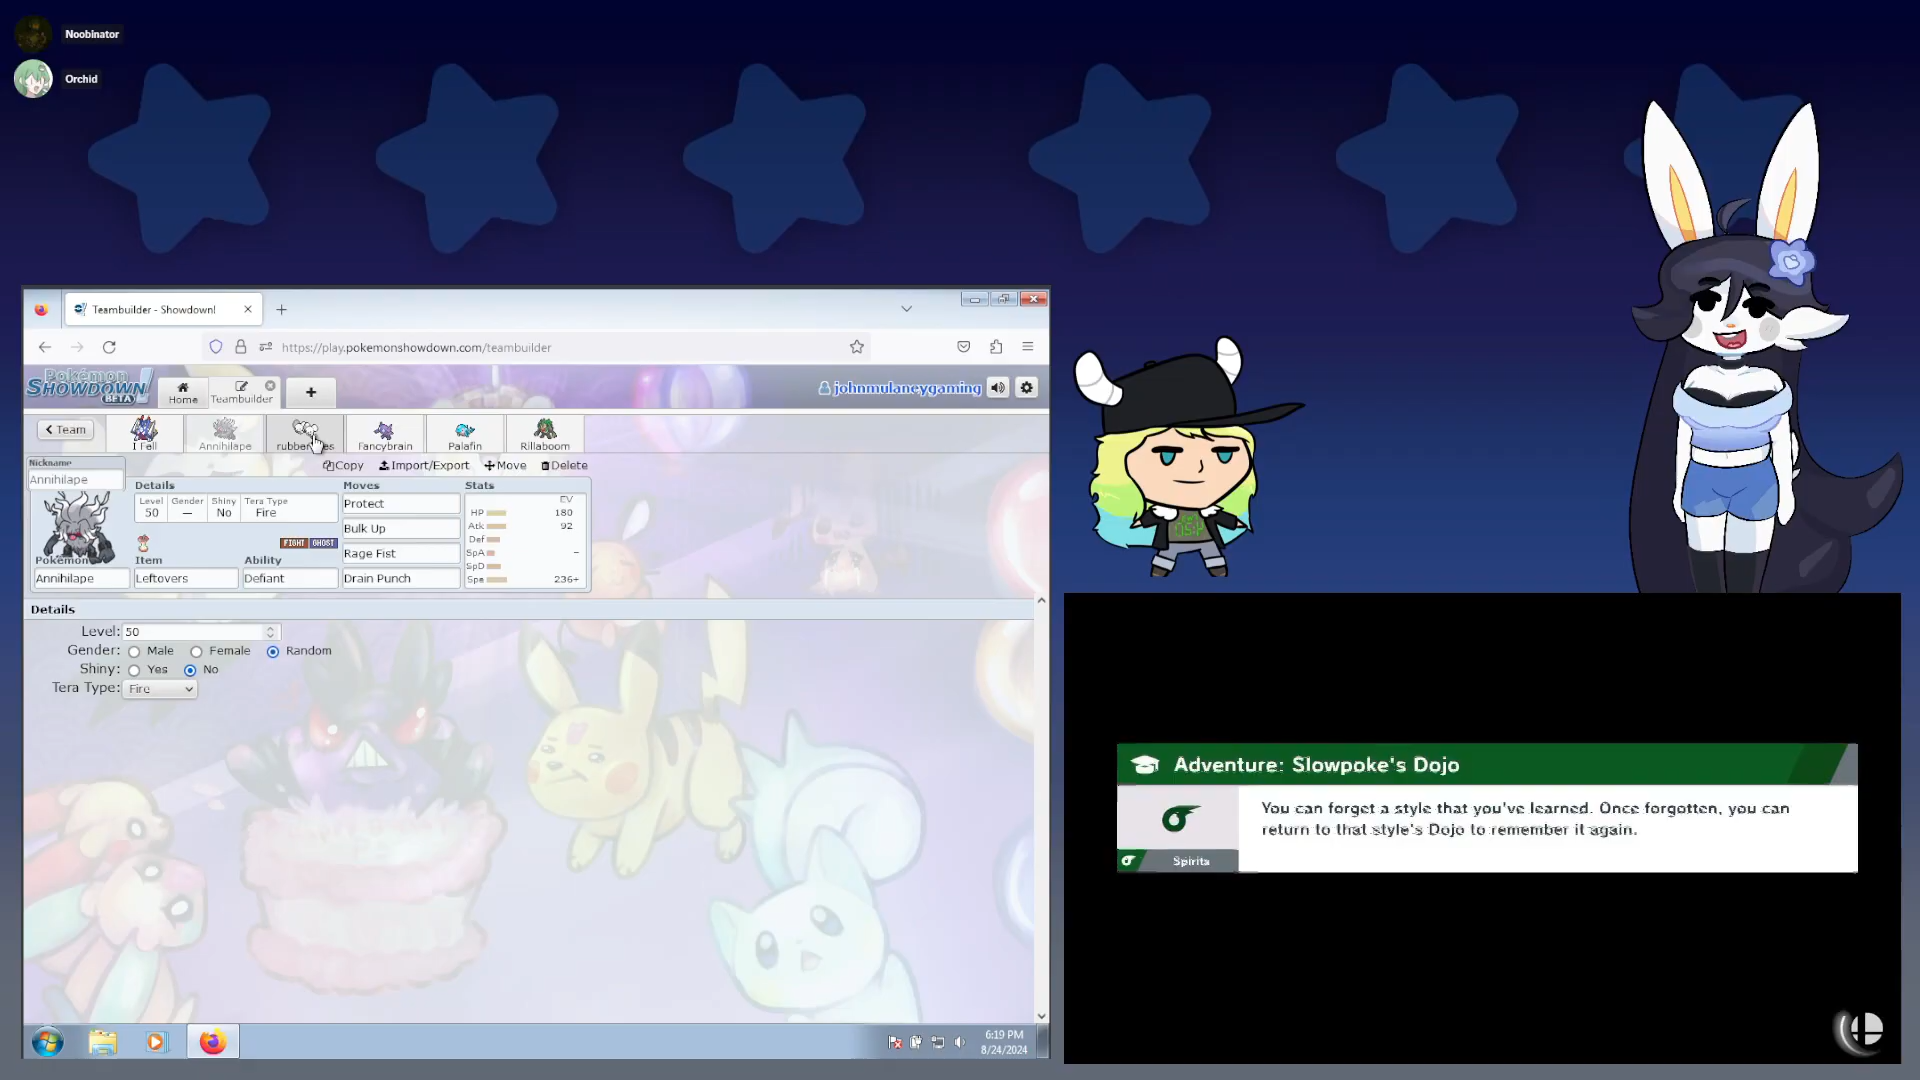 Noobinator
Orchid
Teambuilder - Showdown!
https://play.pokemonshowdown.com/teambuilder
Pokémon
SHOWDOWN!
BETA
Home
Teambuilder
johnmulaneygaming
Team
I Fell
Annihilape
Fancybrain
Palafin
Rillaboom
Copy
Import/Export
Move
Delete
Nickname
Annihilape
Details
Level
50
Gender
—
Shiny
No
Tera Type
Fire
FIGHT GHOST
Pokémon
Annihilape
Item
Leftovers
Ability
Defiant
Moves
Protect
Bulk Up
Rage Fist
Drain Punch
Stats
EV
HP 180
Atk 92
Def
SpA –
SpD
Spe 236+
Details
Level: 50
Gender: Male Female Random
Shiny: Yes No
Tera Type: Fire
6:19 PM
8/24/2024
Adventure: Slowpoke's Dojo
You can forget a style that you've learned. Once forgotten, you can
return to that style's Dojo to remember it again.
Spirits